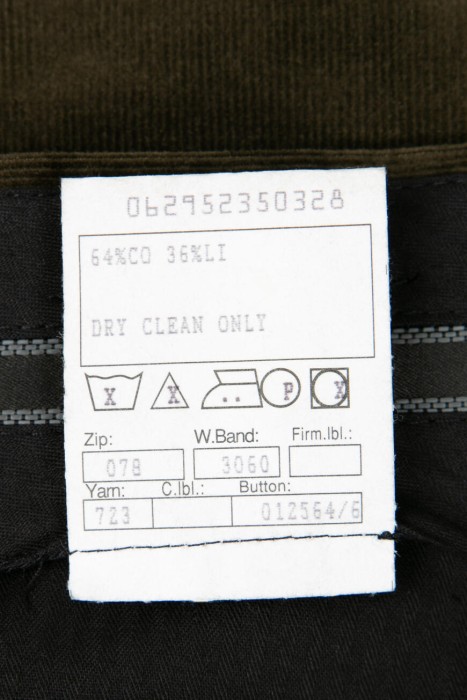 062952350328
64%CO 36%LI
DRY CLEAN ONLY
X X P X
Zip: W.Band: Firm.lbl.:
078 3060
Yarn: C.lbl.: Button:
723 012564/6